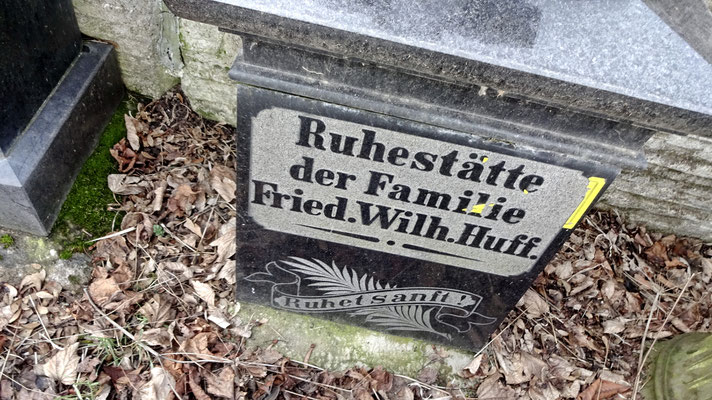 Ruhestätte
der Familie
Fried. Wilh. Huff.
Ruhet Sanft!